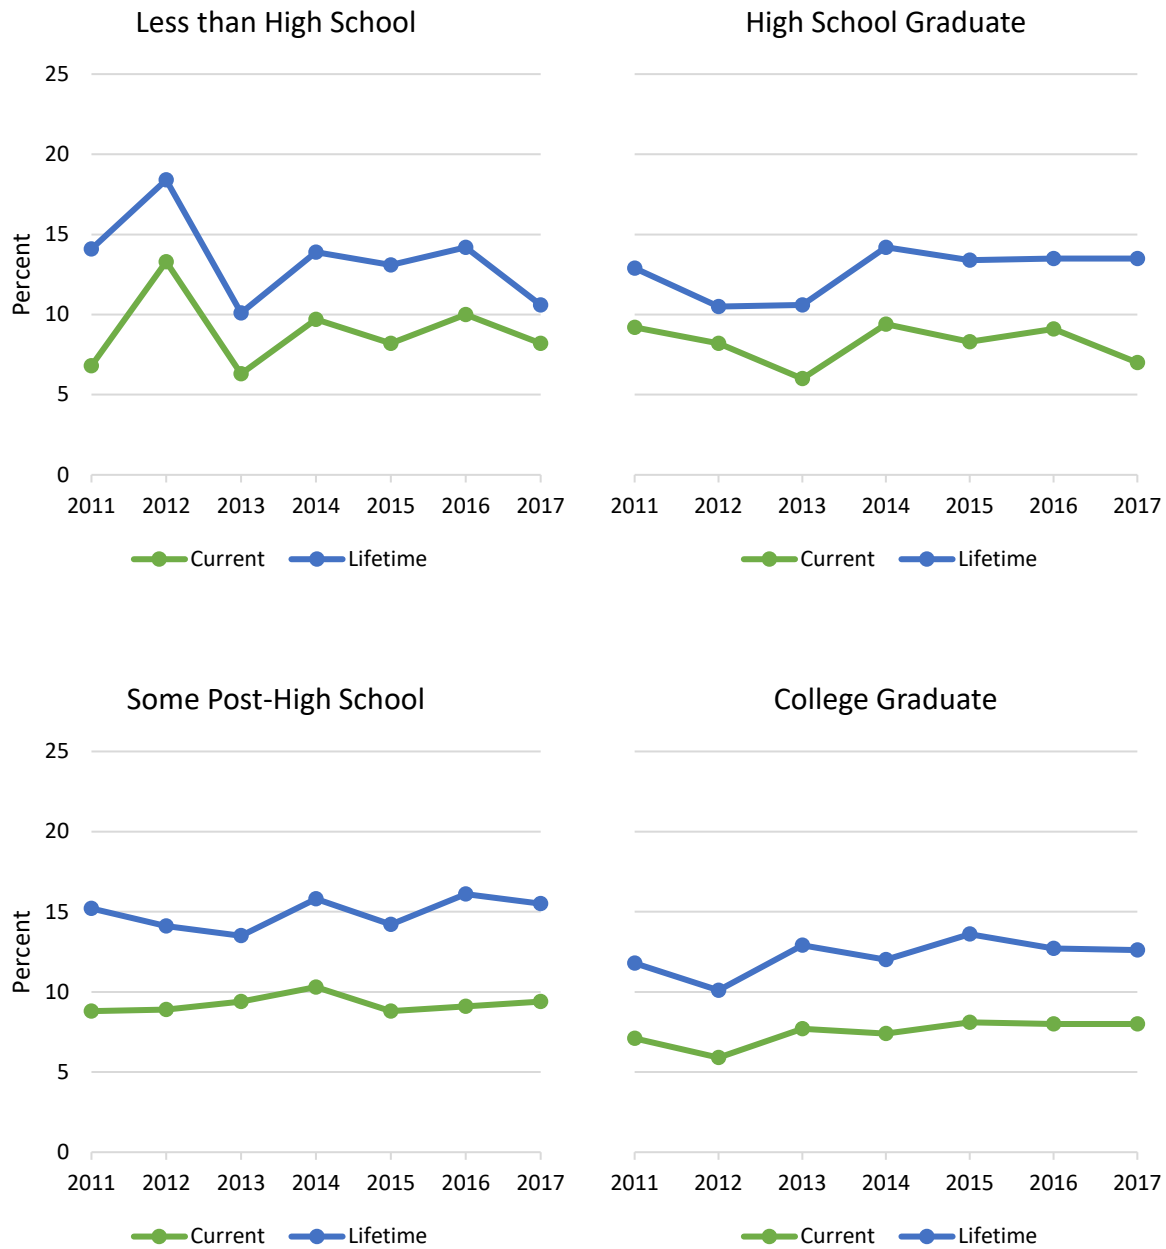 Less than High School
High School Graduate
25
20
15
10
5
0
Percent
2011 2012 2013 2014 2015 2016 2017
2011 2012 2013 2014 2015 2016 2017
Current Lifetime
Current Lifetime
Some Post-High School
College Graduate
25
20
15
10
5
0
Percent
2011 2012 2013 2014 2015 2016 2017
2011 2012 2013 2014 2015 2016 2017
Current Lifetime
Current Lifetime